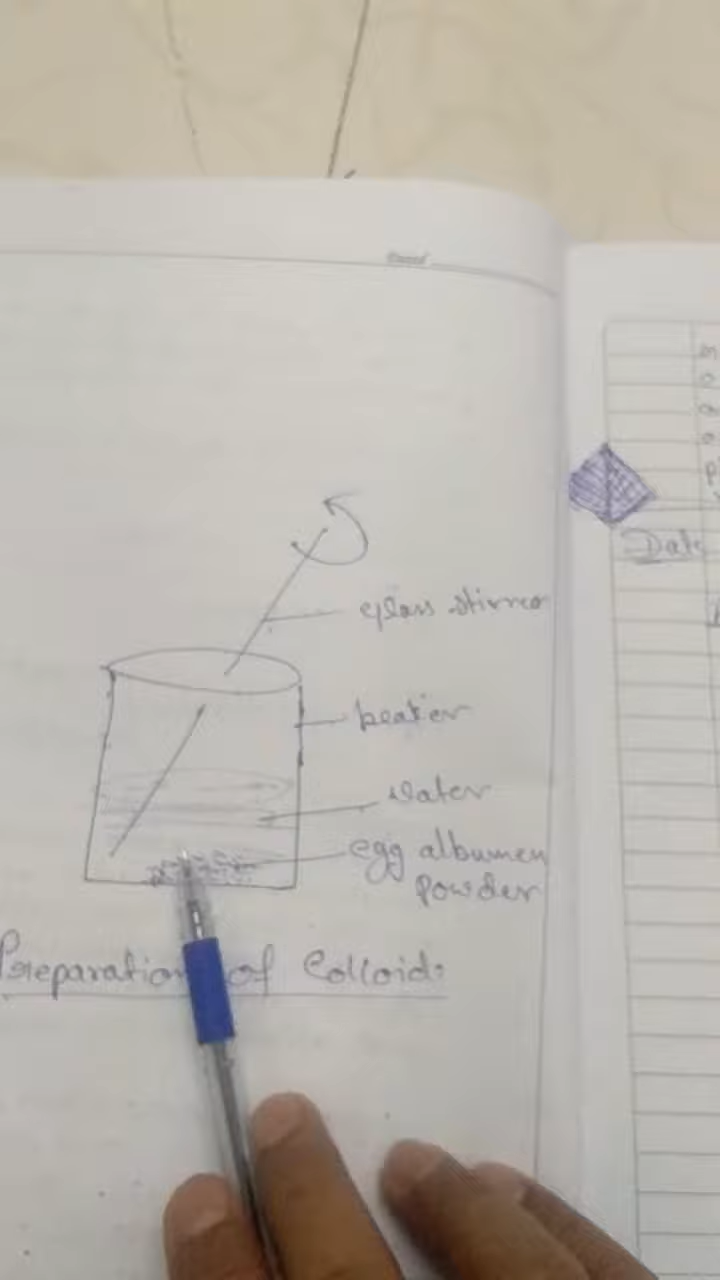 Glass stirrer
beaker
Water
egg albumen
powder
Preparation of Colloids
Date